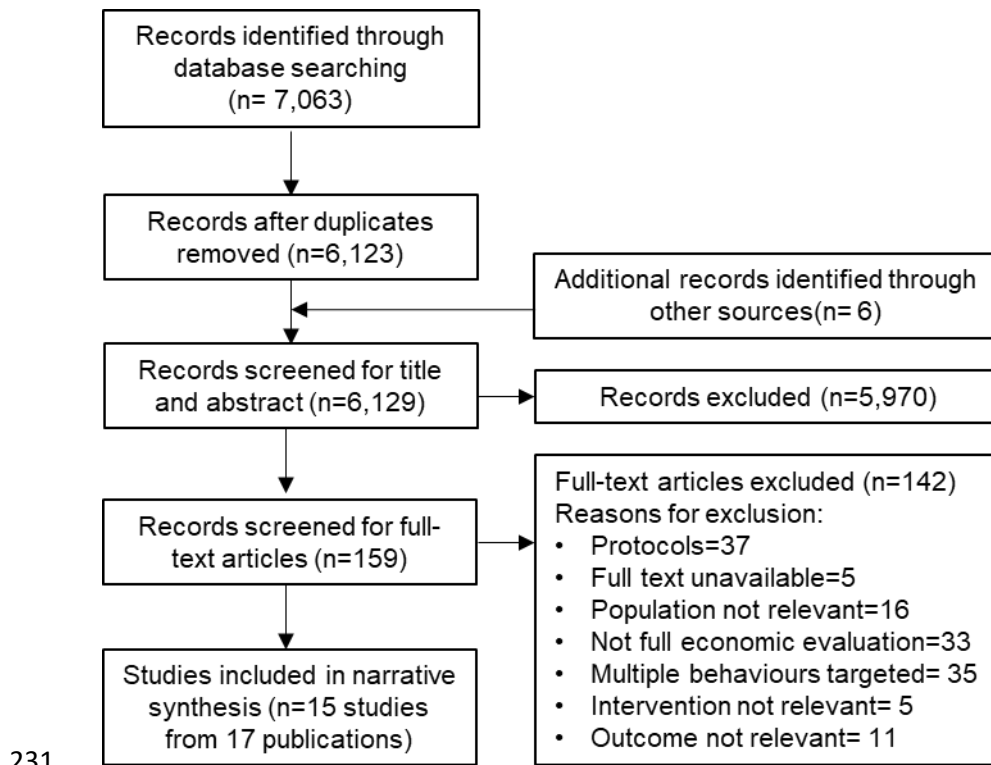 Records identified through
database searching
(n= 7,063)
Records after duplicates
removed (n=6,123)
Additional records identified through
other sources(n= 6)
Records screened for title
and abstract (n=6,129)
Records excluded (n=5,970)
Records screened for full-
text articles (n=159)
Full-text articles excluded (n=142)
Reasons for exclusion:
• Protocols=37
• Full text unavailable=5
• Population not relevant=16
• Not full economic evaluation=33
• Multiple behaviours targeted= 35
• Intervention not relevant= 5
• Outcome not relevant= 11
Studies included in narrative
synthesis (n=15 studies
from 17 publications)
231